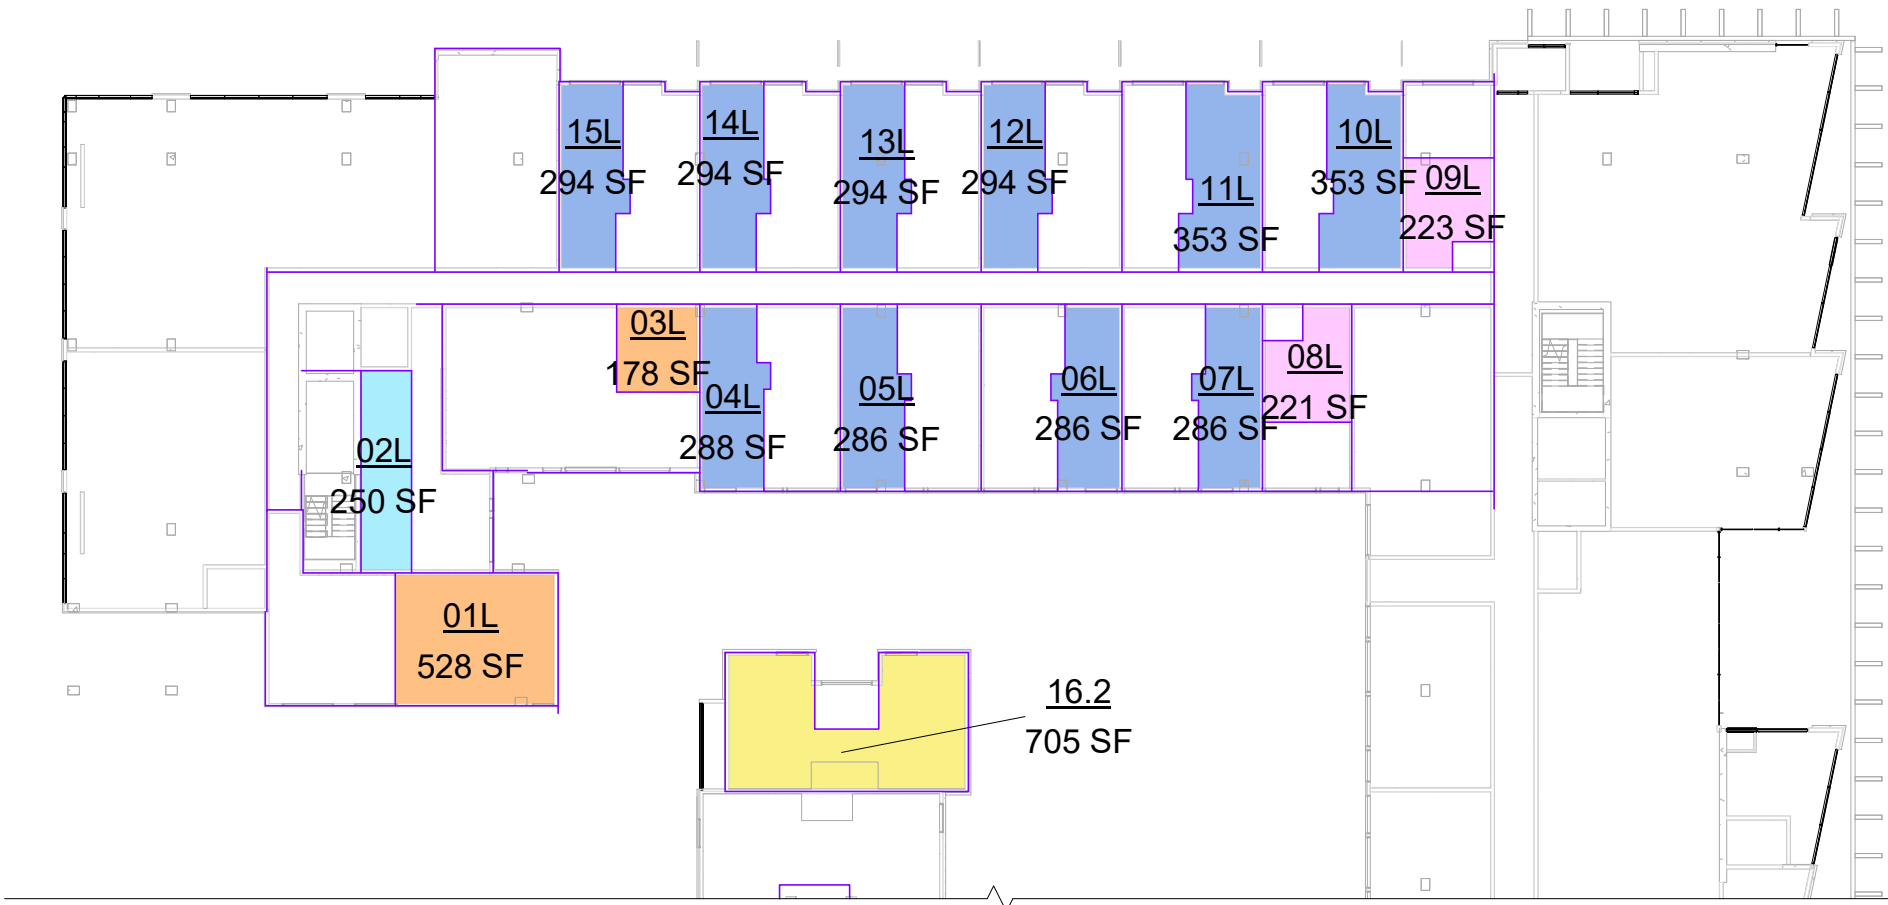 15L
294 SF
14L
294 SF
13L
294 SF
12L
294 SF
11L
353 SF
10L
353 SF
09L
223 SF
03L
178 SF
04L
288 SF
05L
286 SF
06L
286 SF
07L
286 SF
08L
221 SF
02L
250 SF
01L
528 SF
16.2
705 SF